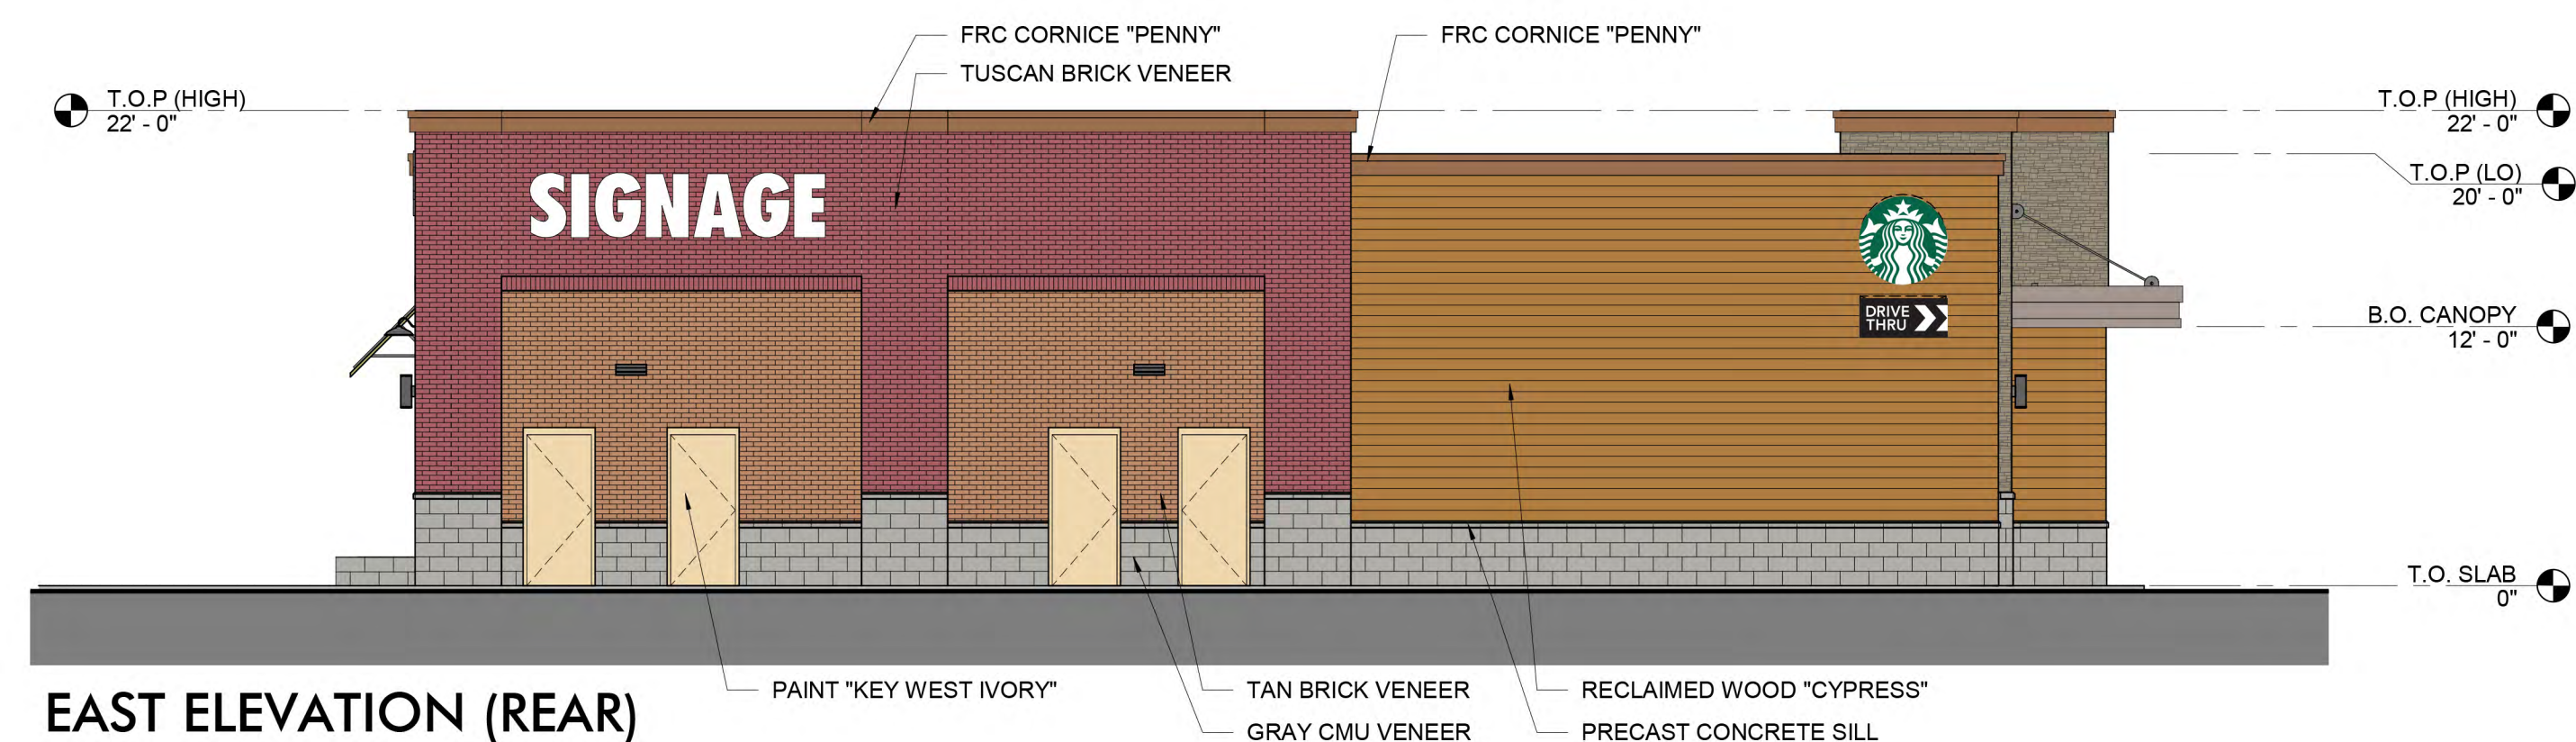 FRC CORNICE "PENNY"
TUSCAN BRICK VENEER
FRC CORNICE "PENNY"
T.O.P (HIGH)
22' - 0"
T.O.P (HIGH)
22' - 0"
T.O.P (LO)
20' - 0"
SIGNAGE
DRIVE
THRU
B.O. CANOPY
12' - 0"
T.O. SLAB
0"
PAINT "KEY WEST IVORY"
TAN BRICK VENEER
GRAY CMU VENEER
RECLAIMED WOOD "CYPRESS"
PRECAST CONCRETE SILL
EAST ELEVATION (REAR)